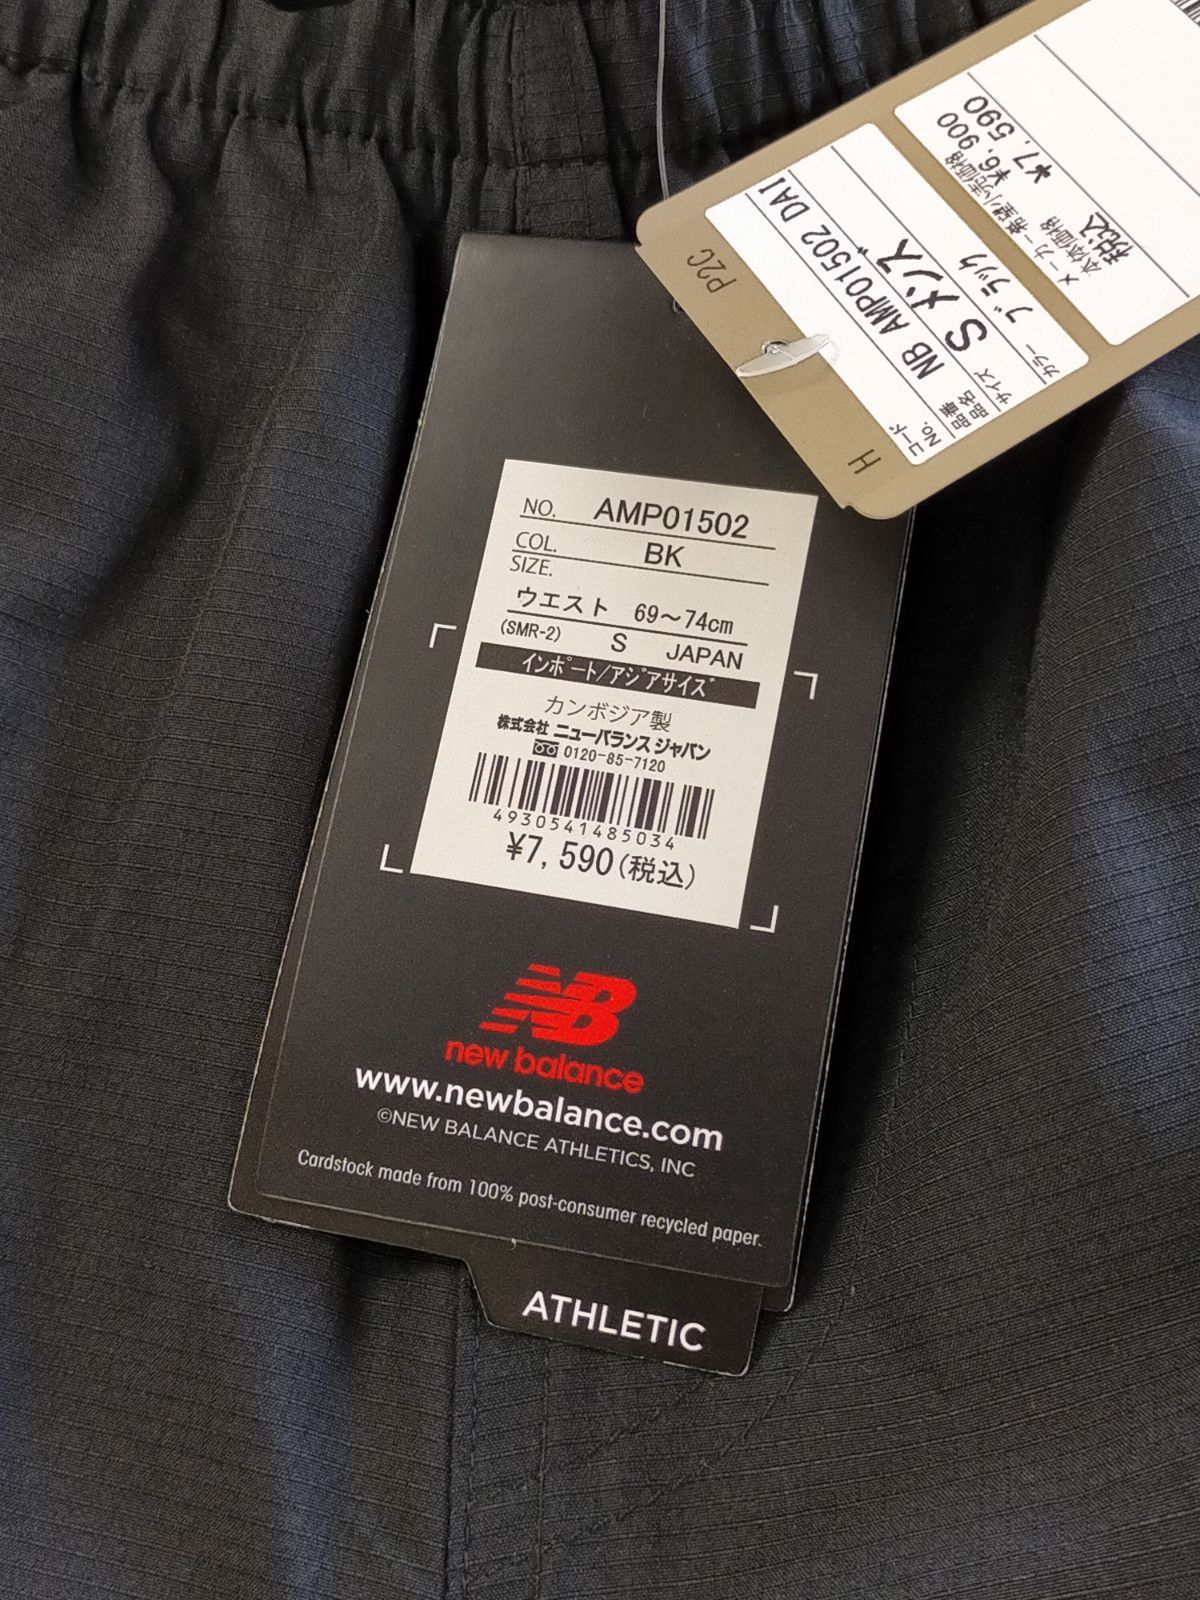 P2C
H
コード
No.
品番 NB AMP01502 DAI
品名
サイズ S メンズ
カラー ブラック
メーカー希望小売価格
本体価格 ¥6,900
税込 ¥7,590
NO. AMP01502
COL. BK
SIZE.
ウエスト 69〜74cm
(SMR-2) S JAPAN
インポート/アジアサイズ
カンボジア製
株式会社 ニューバランス ジャパン
0120-85-7120
4930541485034
¥7,590(税込)
NB
new balance
www.newbalance.com
©NEW BALANCE ATHLETICS, INC
Cardstock made from 100% post-consumer recycled paper.
ATHLETIC